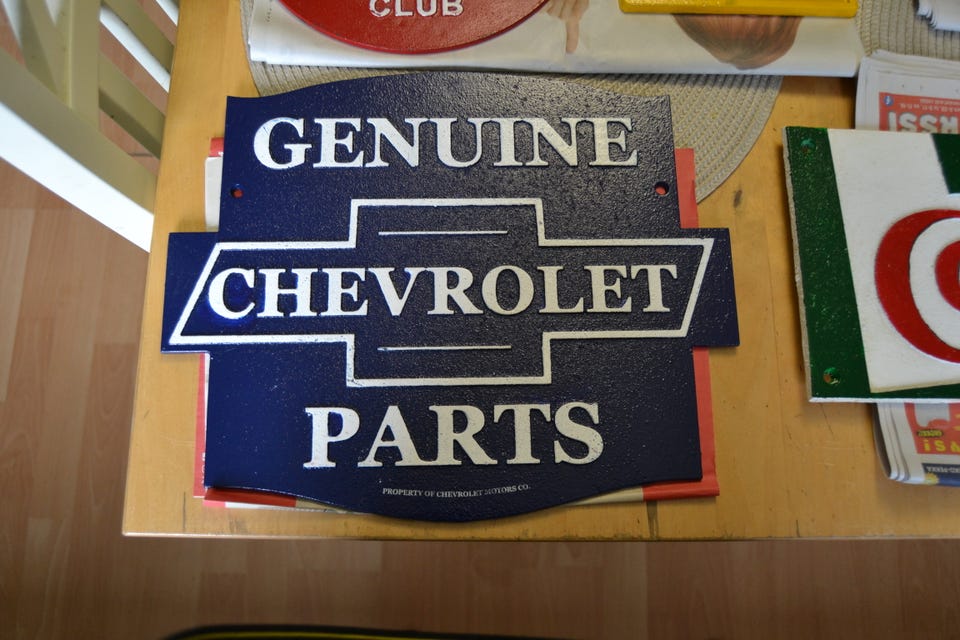 CLUB
GENUINE
CHEVROLET
PARTS
PROPERTY OF CHEVROLET MOTORS CO.